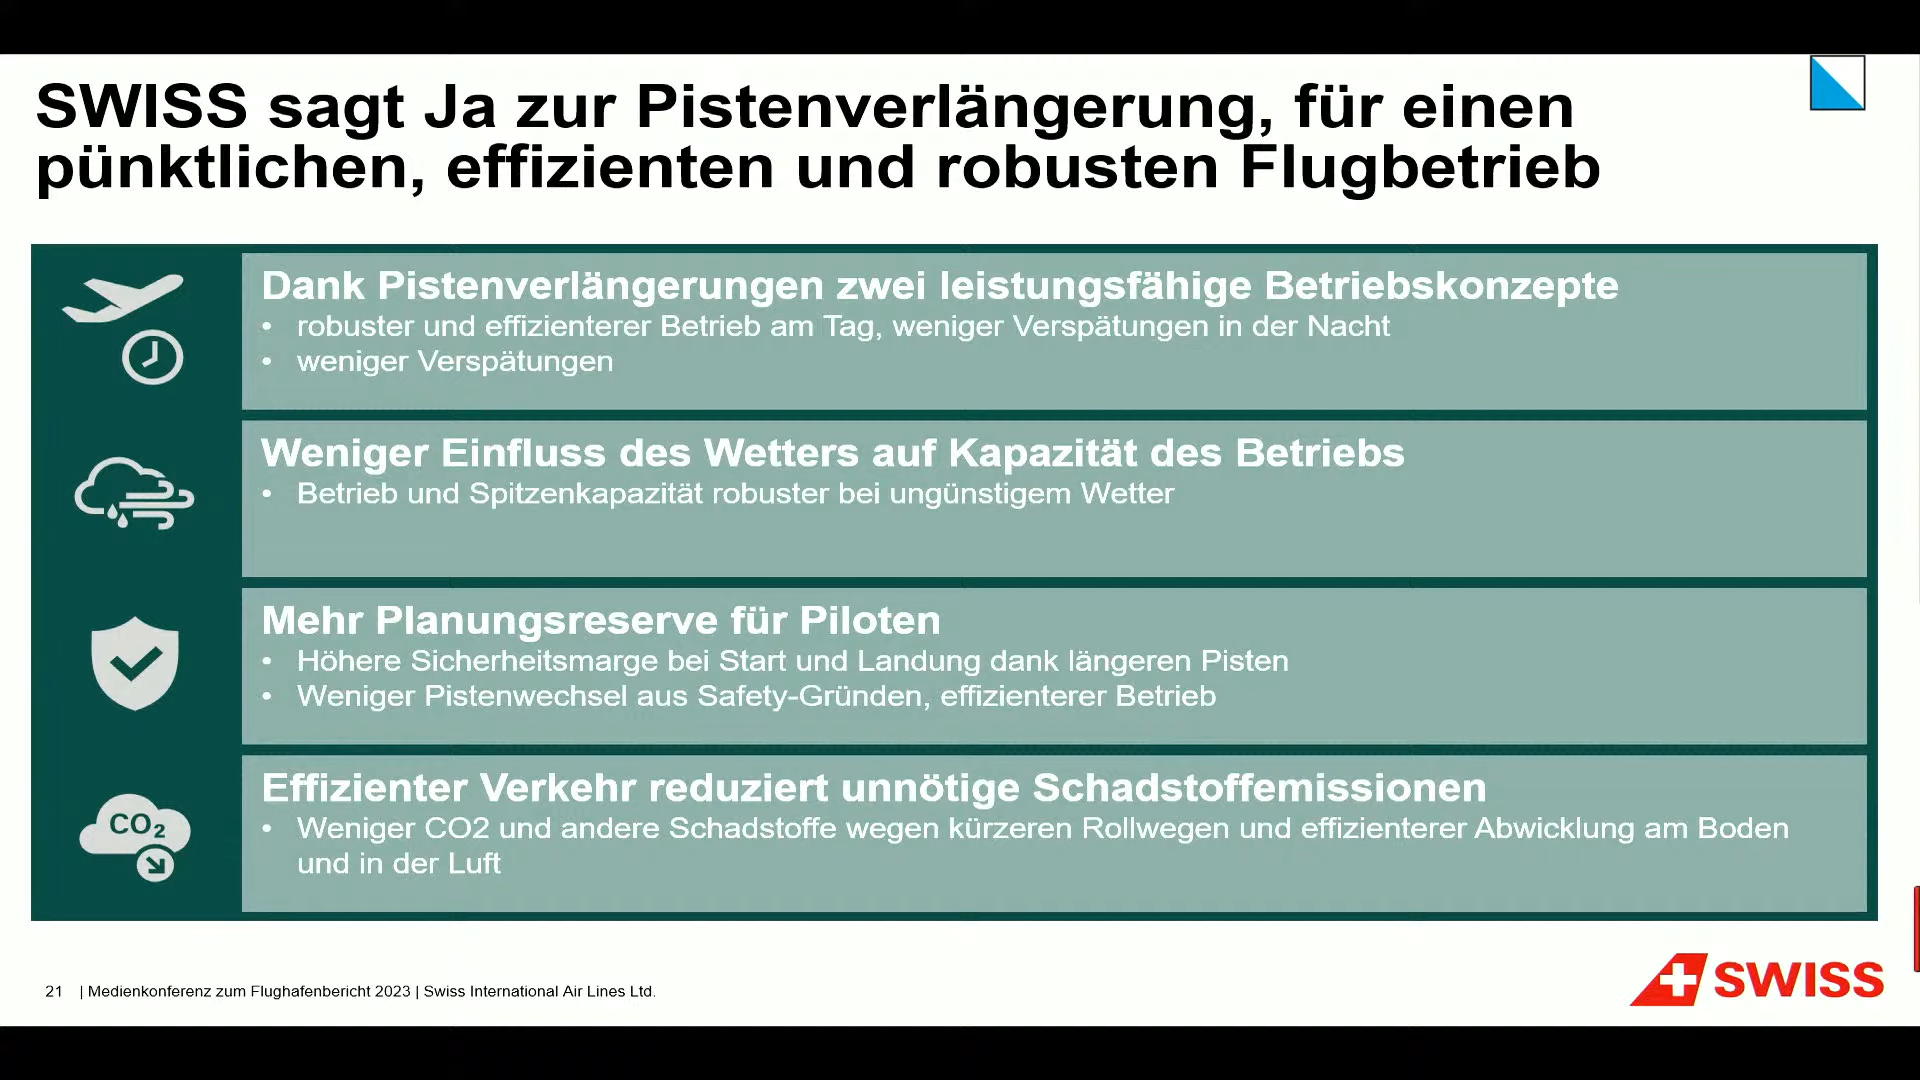 SWISS sagt Ja zur Pistenverlängerung, für einen
pünktlichen, effizienten und robusten Flugbetrieb
Dank Pistenverlängerungen zwei leistungsfähige Betriebskonzepte
• robuster und effizienterer Betrieb am Tag, weniger Verspätungen in der Nacht
• weniger Verspätungen
Weniger Einfluss des Wetters auf Kapazität des Betriebs
• Betrieb und Spitzenkapazität robuster bei ungünstigem Wetter
Mehr Planungsreserve für Piloten
• Höhere Sicherheitsmarge bei Start und Landung dank längeren Pisten
• Weniger Pistenwechsel aus Safety-Gründen, effizienterer Betrieb
CO2
Effizienter Verkehr reduziert unnötige Schadstoffemissionen
• Weniger CO2 und andere Schadstoffe wegen kürzeren Rollwegen und effizienterer Abwicklung am Boden
und in der Luft
21 | Medienkonferenz zum Flughafenbericht 2023 | Swiss International Air Lines Ltd.
SWISS